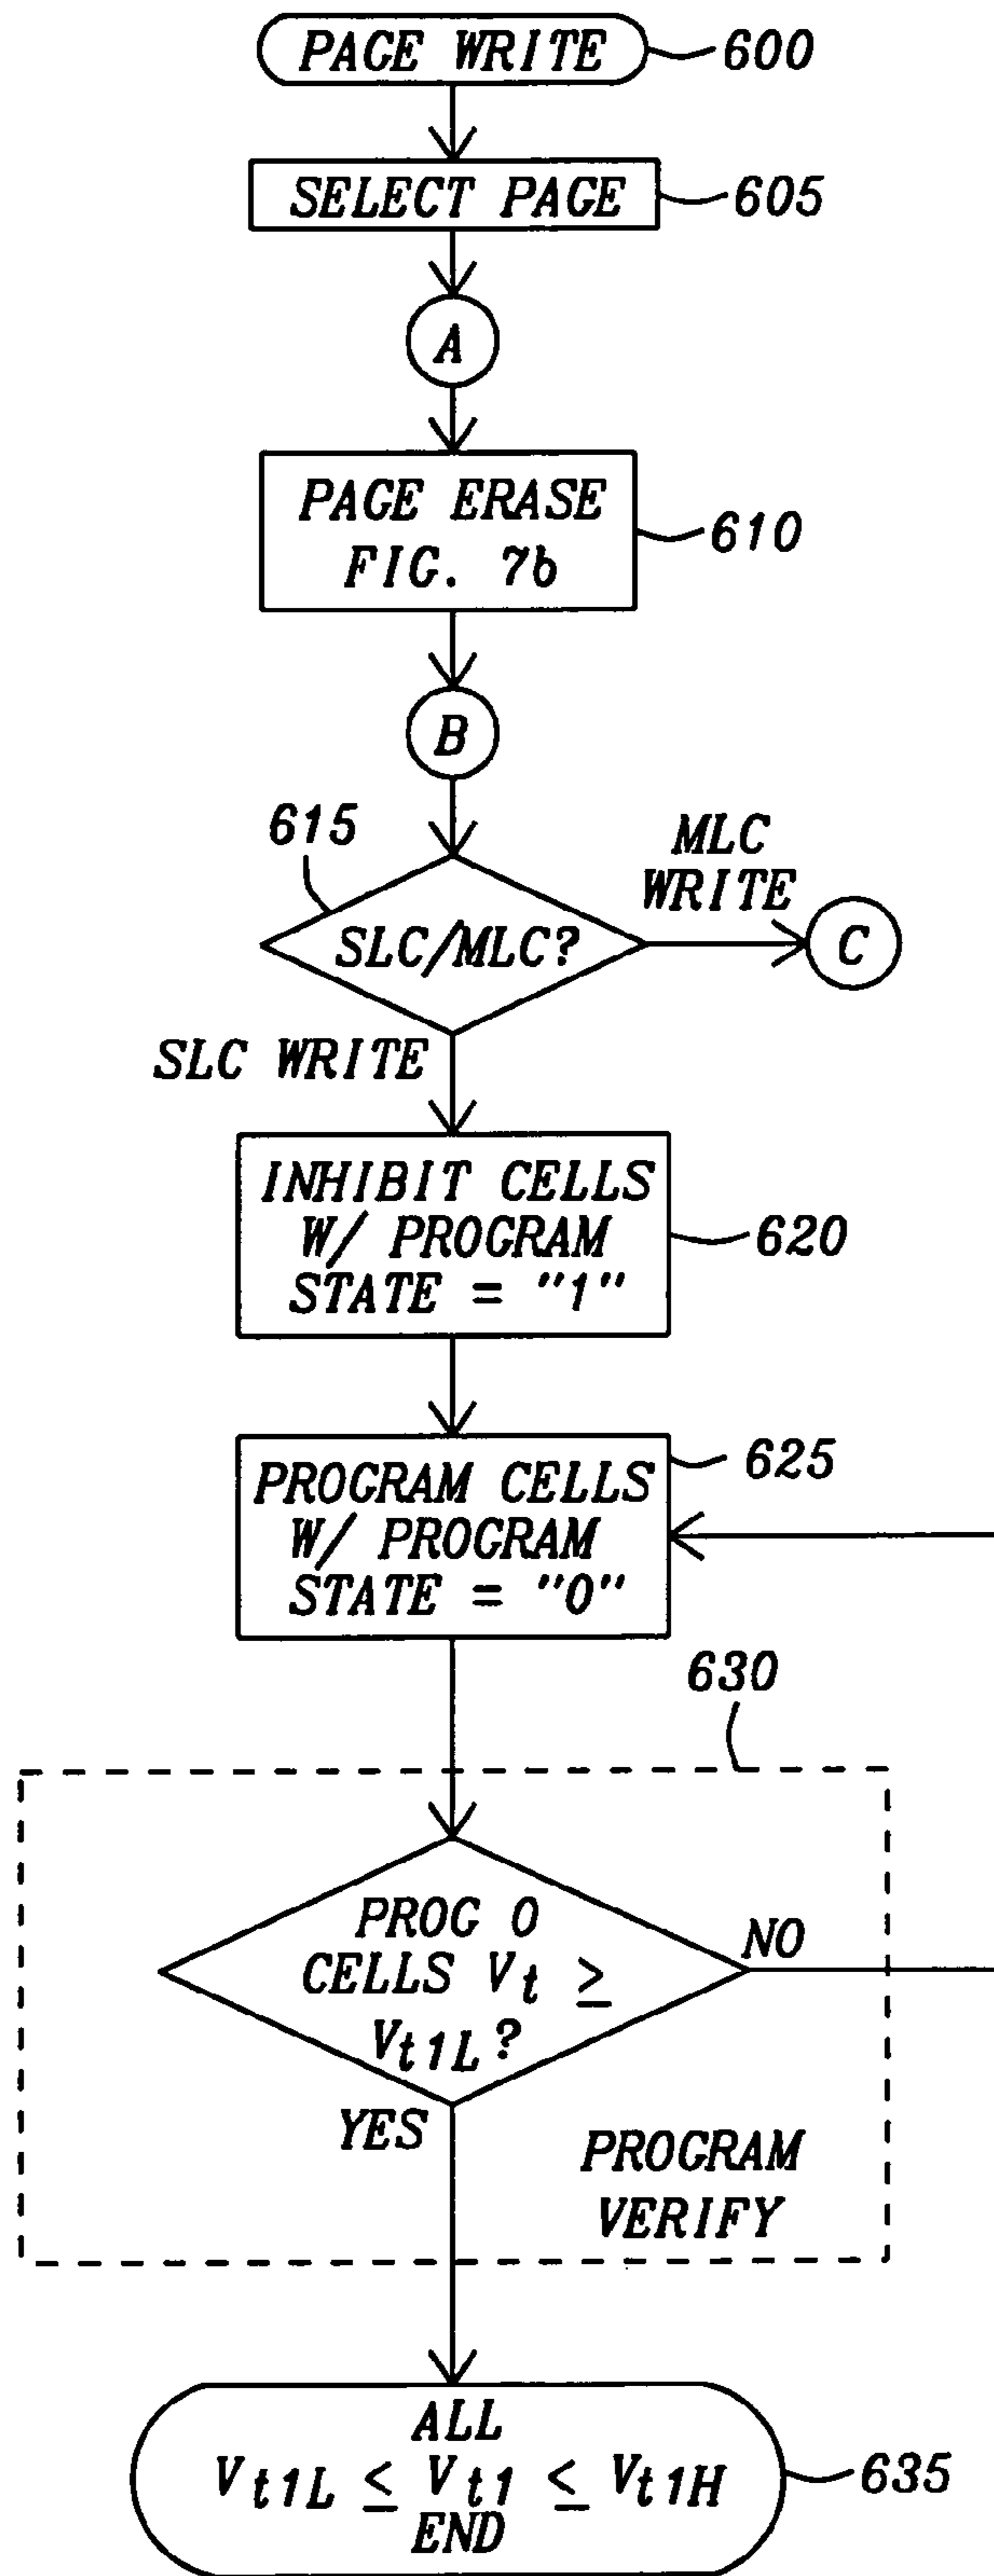 PAGE WRITE
600
SELECT PAGE
605
A
PAGE ERASE
FIG. 7b
610
B
615
SLC/MLC?
MLC
WRITE
C
SLC WRITE
INHIBIT CELLS
W/ PROGRAM
STATE = "1"
620
PROGRAM CELLS
W/ PROGRAM
STATE = "0"
625
630
PROG 0
CELLS Vt ≥
Vt1L?
NO
YES
PROGRAM
VERIFY
ALL
Vt1L ≤ Vt1 ≤ Vt1H
END
635